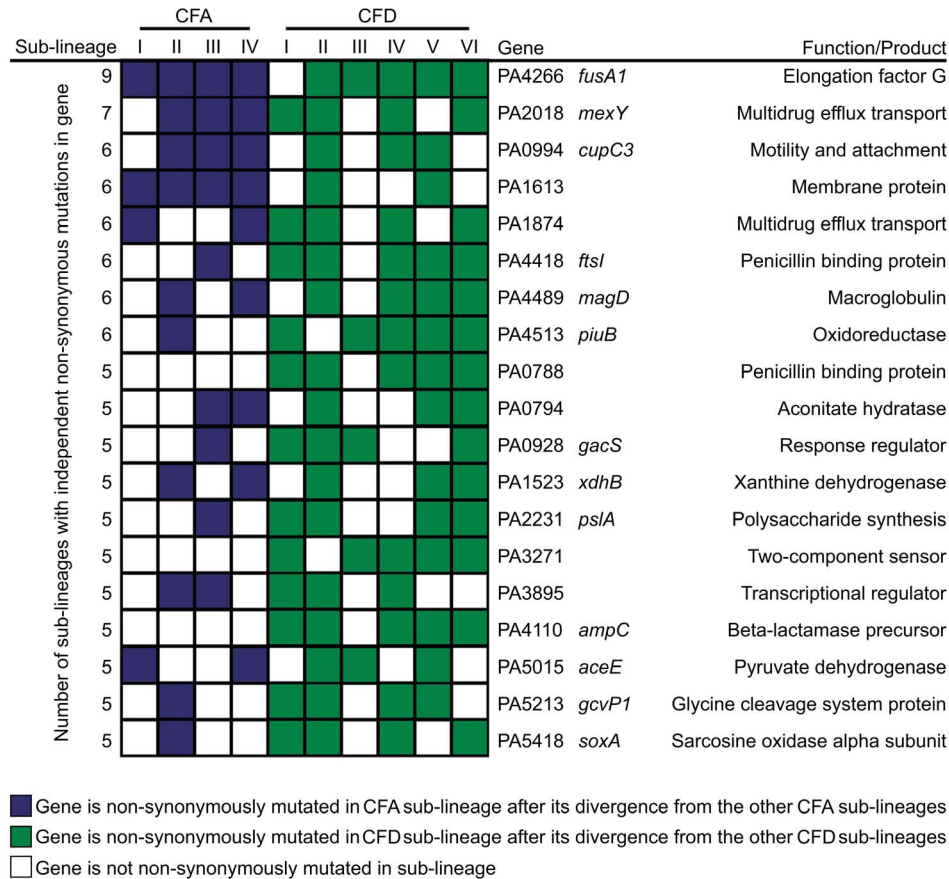 CFA CFD
Sub-lineage I II III IV I II III IV V VI Gene Function/Product
Number of sub-lineages with independent non-synonymous mutations in gene
9 PA4266 fusA1 Elongation factor G
7 PA2018 mexY Multidrug efflux transport
6 PA0994 cupC3 Motility and attachment
6 PA1613 Membrane protein
6 PA1874 Multidrug efflux transport
6 PA4418 ftsI Penicillin binding protein
6 PA4489 magD Macroglobulin
6 PA4513 piuB Oxidoreductase
5 PA0788 Penicillin binding protein
5 PA0794 Aconitate hydratase
5 PA0928 gacS Response regulator
5 PA1523 xdhB Xanthine dehydrogenase
5 PA2231 pslA Polysaccharide synthesis
5 PA3271 Two-component sensor
5 PA3895 Transcriptional regulator
5 PA4110 ampC Beta-lactamase precursor
5 PA5015 aceE Pyruvate dehydrogenase
5 PA5213 gcvP1 Glycine cleavage system protein
5 PA5418 soxA Sarcosine oxidase alpha subunit
Gene is non-synonymously mutated in CFA sub-lineage after its divergence from the other CFA sub-lineages
Gene is non-synonymously mutated in CFD sub-lineage after its divergence from the other CFD sub-lineages
Gene is not non-synonymously mutated in sub-lineage